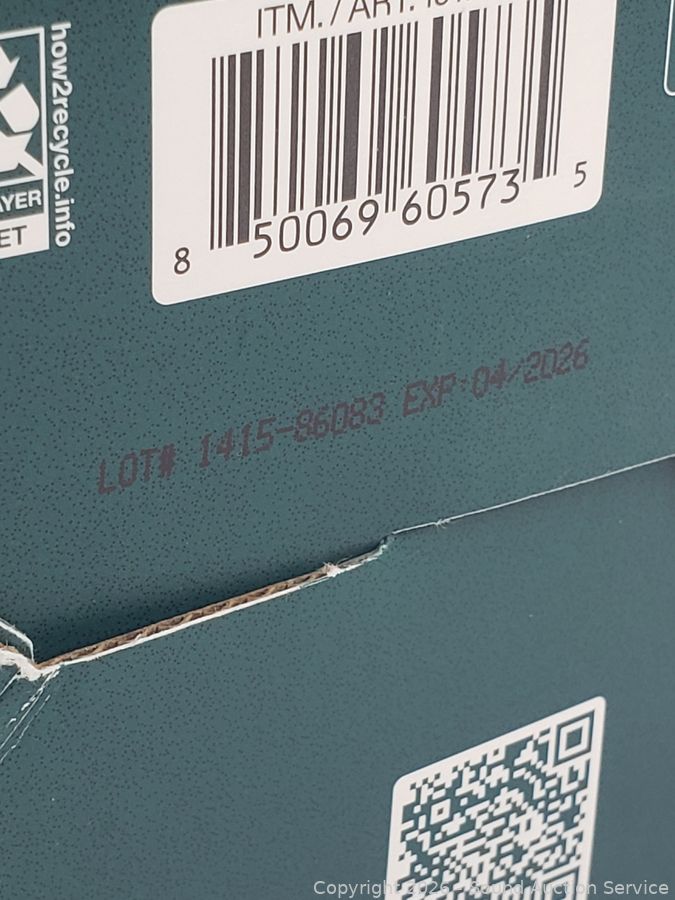 ITM. / ART.
how2recycle.info
AYER
ET
8 50069 60573 5
LOT# 1415-86083 EXP:04/2026
Copyright 2026 - Sound Auction Service